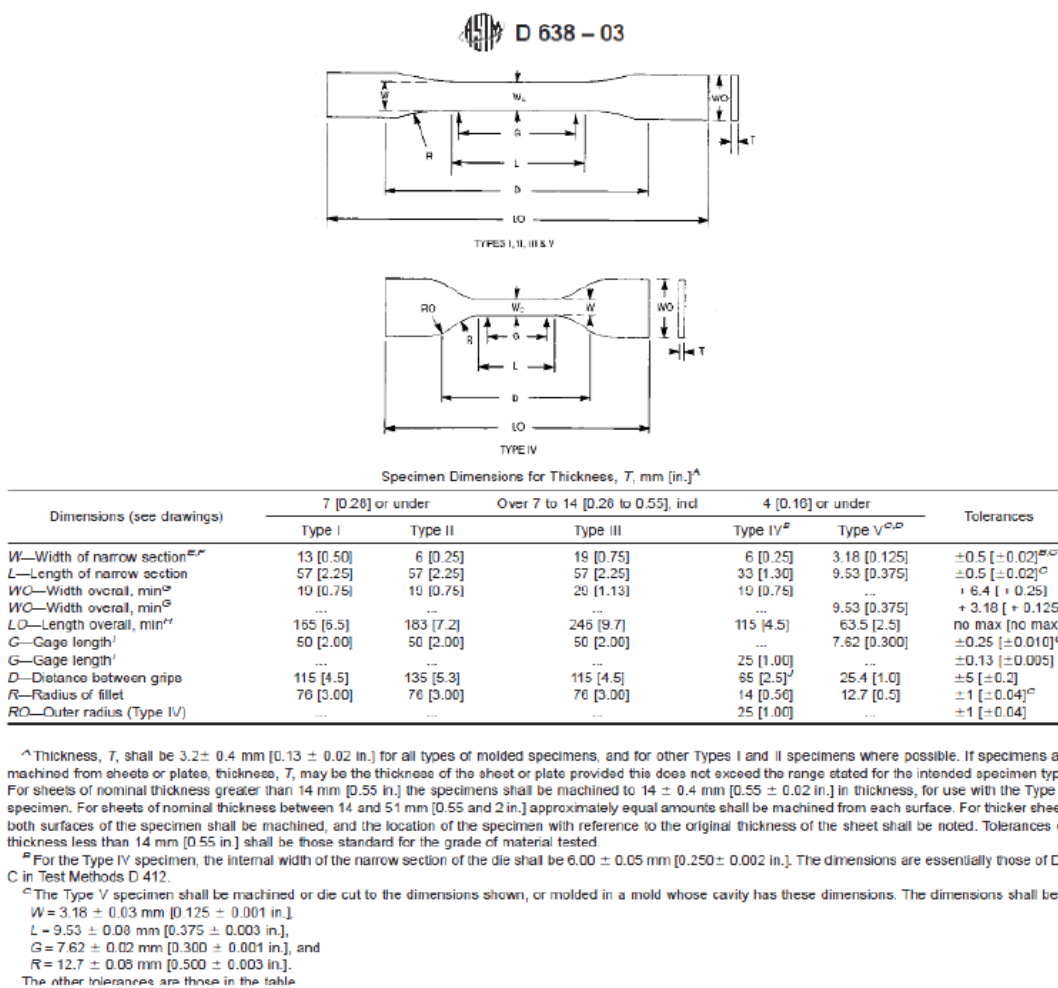 ASTM D 638 – 03
W
Wc
WO
G
T
R
L
D
LO
TYPES I, II, III & V
RO
Wc
W
WO
R
G
T
L
D
LO
TYPE IV
Specimen Dimensions for Thickness, T, mm [in.]A
Dimensions (see drawings) 7 [0.28] or under Over 7 to 14 [0.28 to 0.55], incl 4 [0.16] or under Tolerances
Type I Type II Type III Type IVB Type VC,D
W—Width of narrow sectionE,F 13 [0.50] 6 [0.25] 19 [0.75] 6 [0.25] 3.18 [0.125] ±0.5 [±0.02]B,C
L—Length of narrow section 57 [2.25] 57 [2.25] 57 [2.25] 33 [1.30] 9.53 [0.375] ±0.5 [±0.02]C
WO—Width overall, minG 19 [0.75] 19 [0.75] 29 [1.13] 19 [0.75] ... + 6.4 [ + 0.25]
WO—Width overall, minG ... ... ... ... 9.53 [0.375] + 3.18 [ + 0.125
LO—Length overall, minH 165 [6.5] 183 [7.2] 246 [9.7] 115 [4.5] 63.5 [2.5] no max [no max
G—Gage lengthI 50 [2.00] 50 [2.00] 50 [2.00] ... 7.62 [0.300] ±0.25 [±0.010]C
G—Gage lengthI ... ... ... 25 [1.00] ... ±0.13 [±0.005]
D—Distance between grips 115 [4.5] 135 [5.3] 115 [4.5] 65 [2.5]J 25.4 [1.0] ±5 [±0.2]
R—Radius of fillet 76 [3.00] 76 [3.00] 76 [3.00] 14 [0.56] 12.7 [0.5] ±1 [±0.04]C
RO—Outer radius (Type IV) ... ... ... 25 [1.00] ... ±1 [±0.04]
A Thickness, T, shall be 3.2± 0.4 mm [0.13 ± 0.02 in.] for all types of molded specimens, and for other Types I and II specimens where possible. If specimens a
machined from sheets or plates, thickness, T, may be the thickness of the sheet or plate provided this does not exceed the range stated for the intended specimen typ
For sheets of nominal thickness greater than 14 mm [0.55 in.] the specimens shall be machined to 14 ± 0.4 mm [0.55 ± 0.02 in.] in thickness, for use with the Type
specimen. For sheets of nominal thickness between 14 and 51 mm [0.55 and 2 in.] approximately equal amounts shall be machined from each surface. For thicker shee
both surfaces of the specimen shall be machined, and the location of the specimen with reference to the original thickness of the sheet shall be noted. Tolerances
thickness less than 14 mm [0.55 in.] shall be those standard for the grade of material tested.
B For the Type IV specimen, the internal width of the narrow section of the die shall be 6.00 ± 0.05 mm [0.250± 0.002 in.]. The dimensions are essentially those of D
C in Test Methods D 412.
C The Type V specimen shall be machined or die cut to the dimensions shown, or molded in a mold whose cavity has these dimensions. The dimensions shall be
W = 3.18 ± 0.03 mm [0.125 ± 0.001 in.],
L = 9.53 ± 0.08 mm [0.375 ± 0.003 in.],
G = 7.62 ± 0.02 mm [0.300 ± 0.001 in.], and
R = 12.7 ± 0.08 mm [0.500 ± 0.003 in.].
The other tolerances are those in the table.